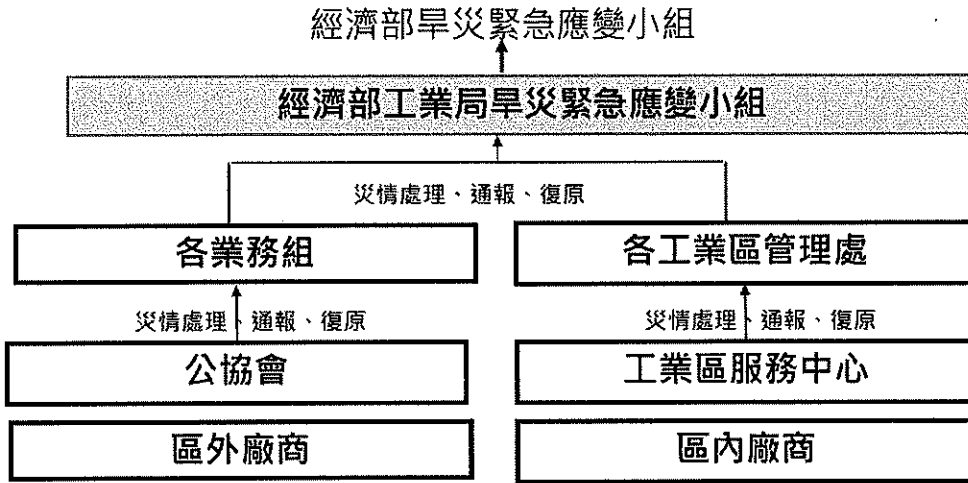 經濟部旱災緊急應變小組
經濟部工業局旱災緊急應變小組
災情處理、通報、復原
各業務組
各工業區管理處
災情處理、通報、復原
災情處理、通報、復原
公協會
工業區服務中心
區外廠商
區內廠商